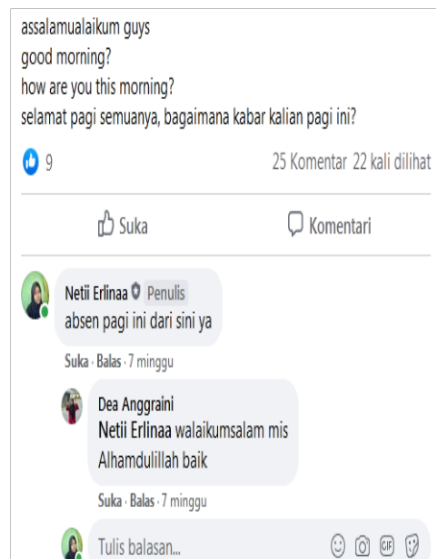 assalamualaikum guys
good morning?
how are you this morning?
selamat pagi semuanya, bagaimana kabar kalian pagi ini?
9 25 Komentar 22 kali dilihat
Suka Komentari
Netii Erlinaa Penulis
absen pagi ini dari sini ya
Suka · Balas · 7 minggu
Dea Anggraini
Netii Erlinaa walaikumsalam mis
Alhamdulillah baik
Suka · Balas · 7 minggu
Tulis balasan... GIF